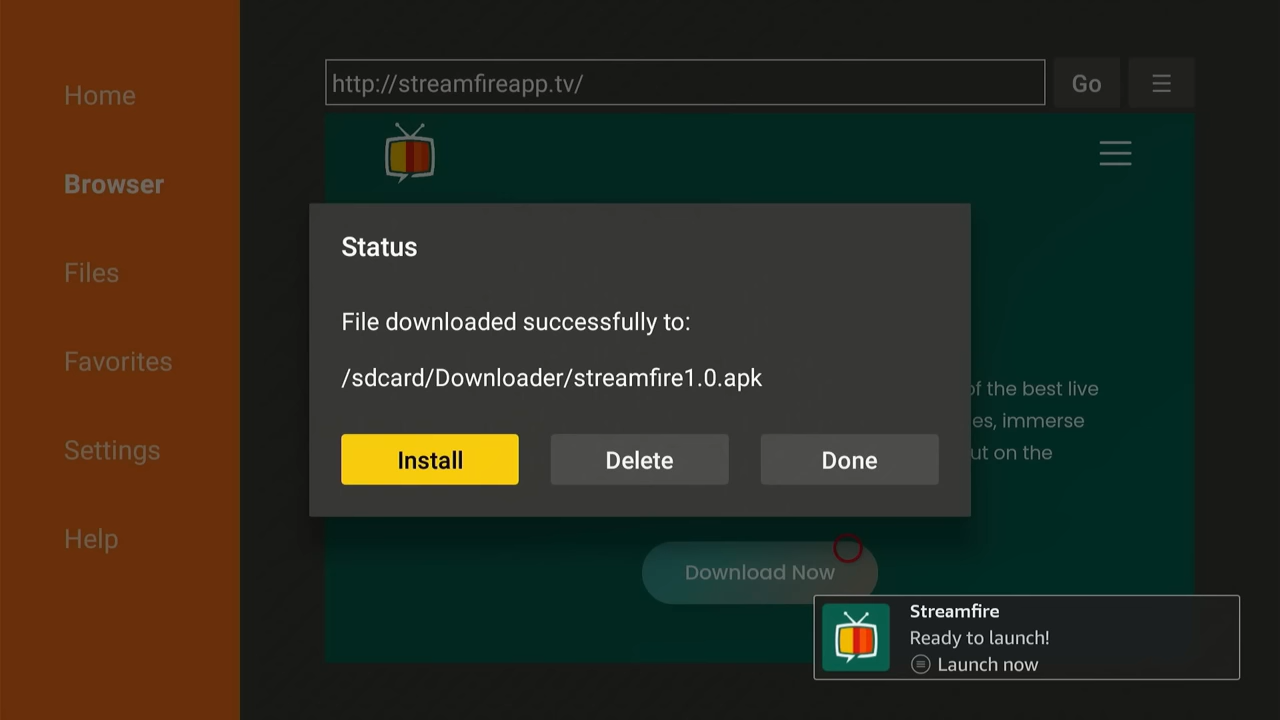 Home
Browser
Files
Favorites
Settings
Help
http://streamfireapp.tv/
Go
Status
File downloaded successfully to:
/sdcard/Downloader/streamfire1.0.apk
Install
Delete
Done
of the best live
es, immerse
ut on the
Download Now
Streamfire
Ready to launch!
Launch now